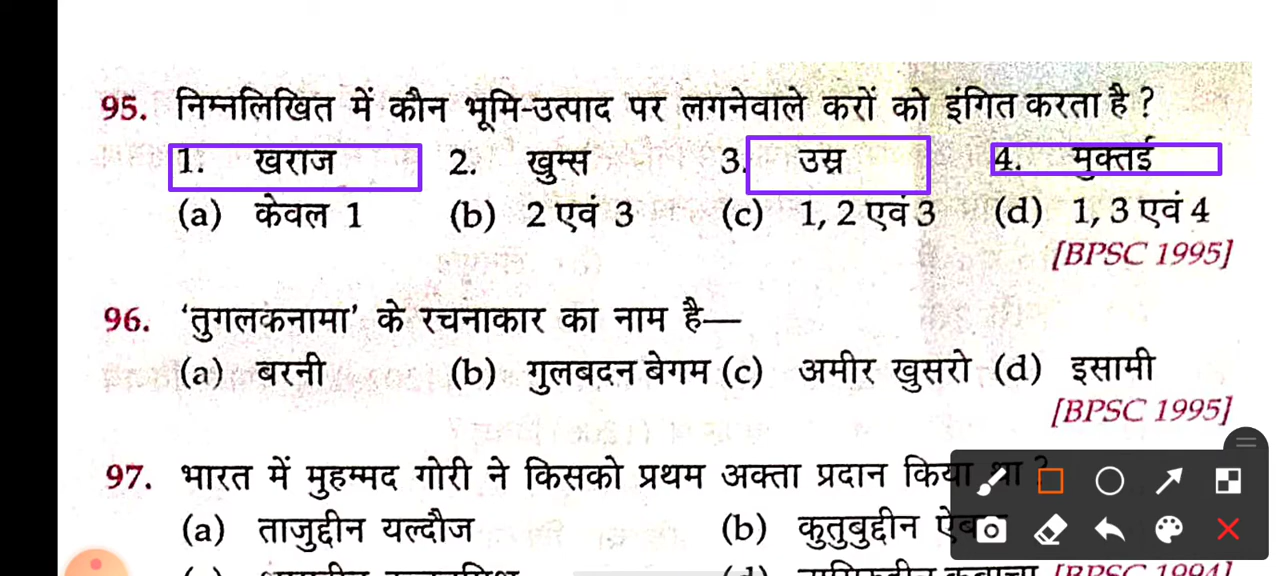 95. निम्नलिखित में कौन भूमि-उत्पाद पर लगनेवाले करों को इंगित करता है ?
1. खराज 2. खुम्स 3. उस्र 4. मुक्तई
(a) केवल 1 (b) 2 एवं 3 (c) 1, 2 एवं 3 (d) 1, 3 एवं 4
[BPSC 1995]
96. ‘तुगलकनामा’ के रचनाकार का नाम है—
(a) बरनी (b) गुलबदन बेगम (c) अमीर खुसरो (d) इसामी
[BPSC 1995]
97. भारत में मुहम्मद गोरी ने किसको प्रथम अक्ता प्रदान किया था ?
(a) ताजुद्दीन यल्दौज (b) कुतुबुद्दीन
[BPSC 1994]